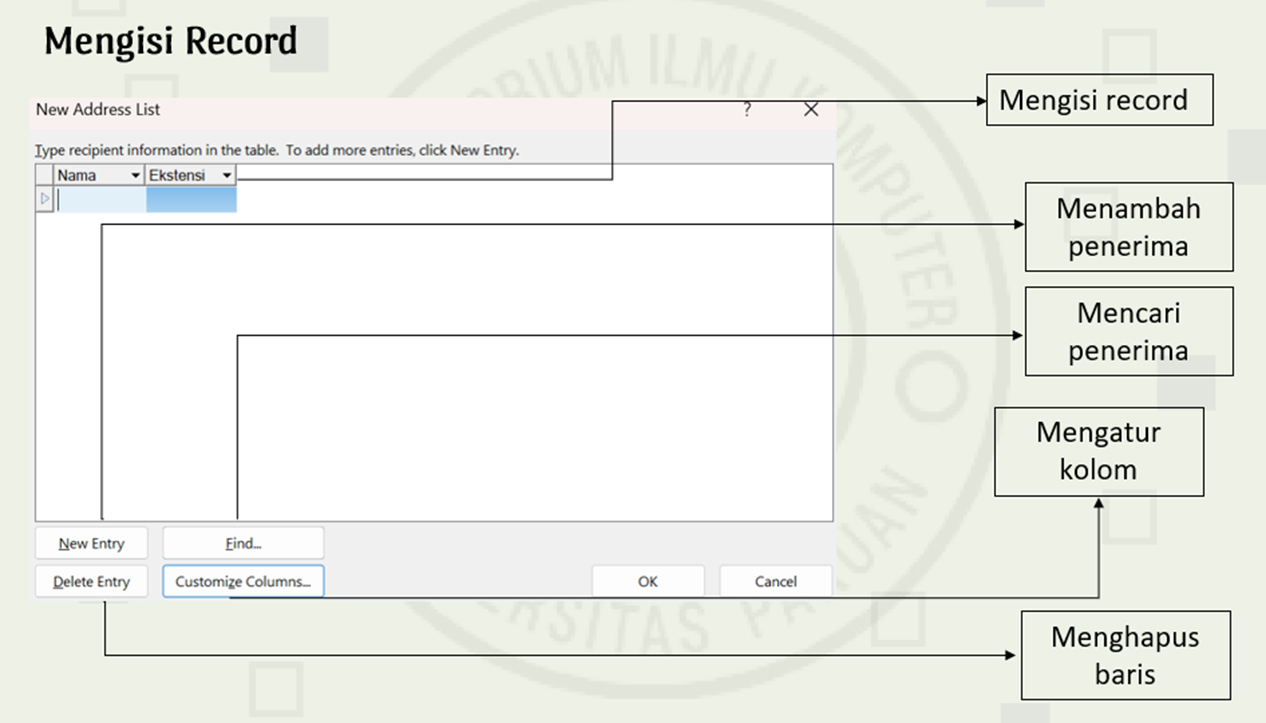 Mengisi Record
New Address List
?
Mengisi record
Type recipient information in the table. To add more entries, click New Entry.
Nama
Ekstensi
Menambah
penerima
Mencari
penerima
Mengatur
kolom
New Entry
Find...
Delete Entry
Customize Columns...
OK
Cancel
Menghapus
baris
ILMU KOMPUTER